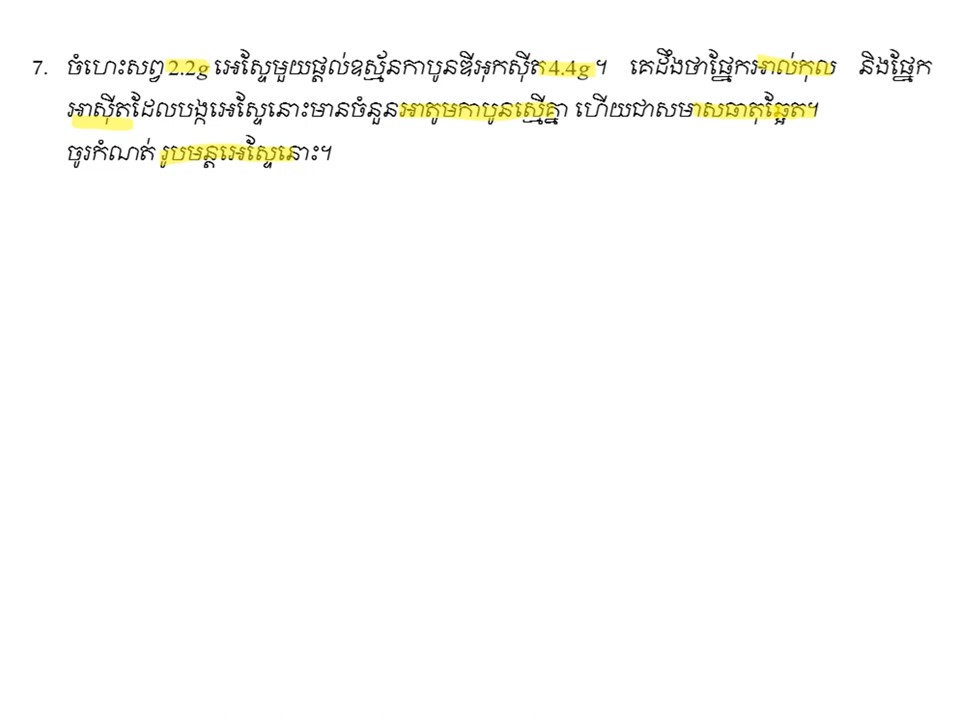 7. ចំហេះសព្វ 2.2g អេស្ទែមួយផ្តល់ឧស្ម័នកាបូនឌីអុកស៊ីត 4.4g ។ គេដឹងថាផ្នែកអាល់កុល និងផ្នែក
អាស៊ីតដែលបង្កអេស្ទែនោះមានចំនួនអាតូមកាបូនស្មើគ្នា ហើយជាសមាសធាតុឆ្អែត។
ចូរកំណត់ រូបមន្តអេស្ទែនោះ។